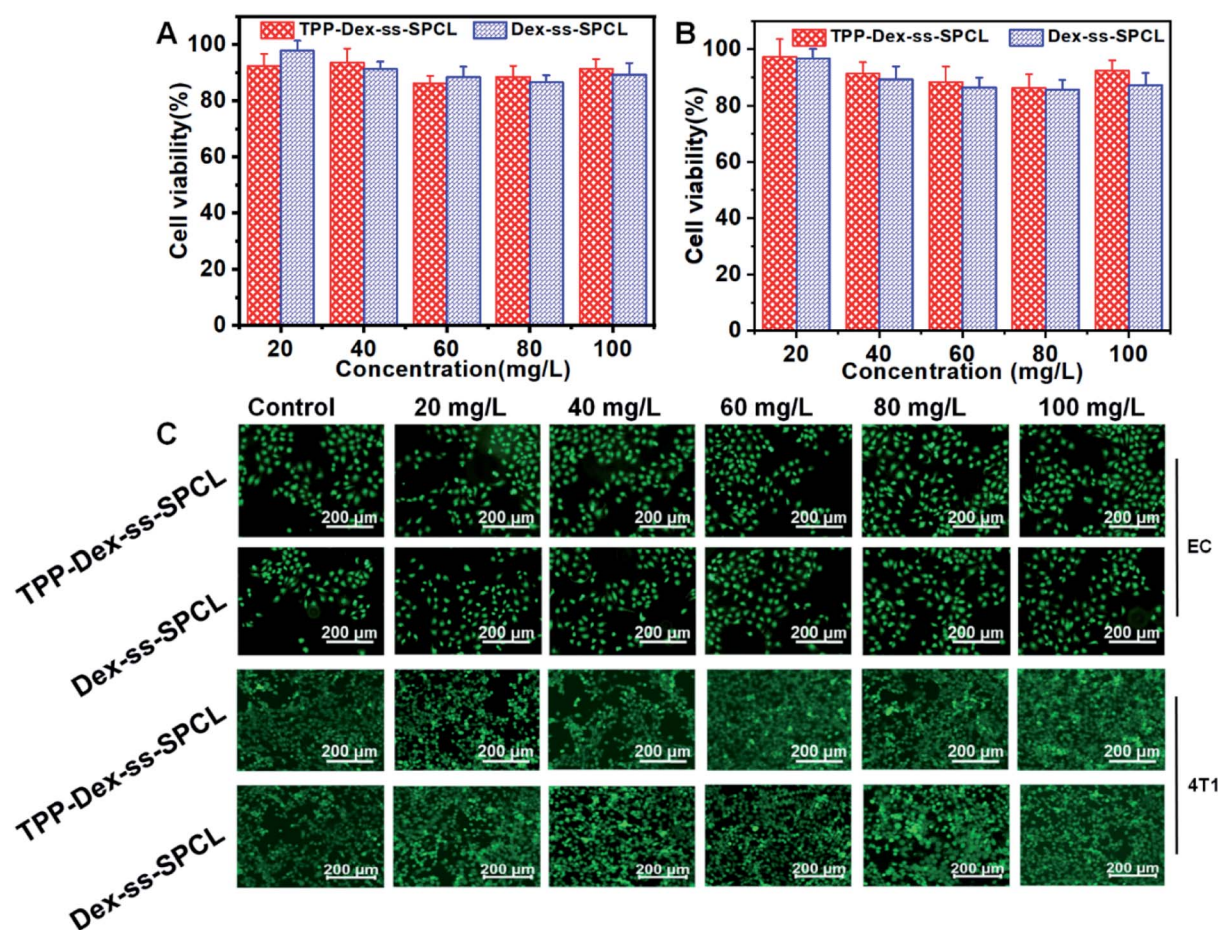 A
TPP-Dex-ss-SPCL
Dex-ss-SPCL
Cell viability(%)
100
80
60
40
20
0
20 40 60 80 100
Concentration(mg/L)
B
TPP-Dex-ss-SPCL
Dex-ss-SPCL
Cell viability(%)
100
80
60
40
20
0
20 40 60 80 100
Concentration (mg/L)
C
Control 20 mg/L 40 mg/L 60 mg/L 80 mg/L 100 mg/L
TPP-Dex-ss-SPCL
200 µm 200 µm 200 µm 200 µm 200 µm 200 µm
EC
Dex-ss-SPCL
200 µm 200 µm 200 µm 200 µm 200 µm 200 µm
TPP-Dex-ss-SPCL
200 µm 200 µm 200 µm 200 µm 200 µm 200 µm
4T1
Dex-ss-SPCL
200 µm 200 µm 200 µm 200 µm 200 µm 200 µm